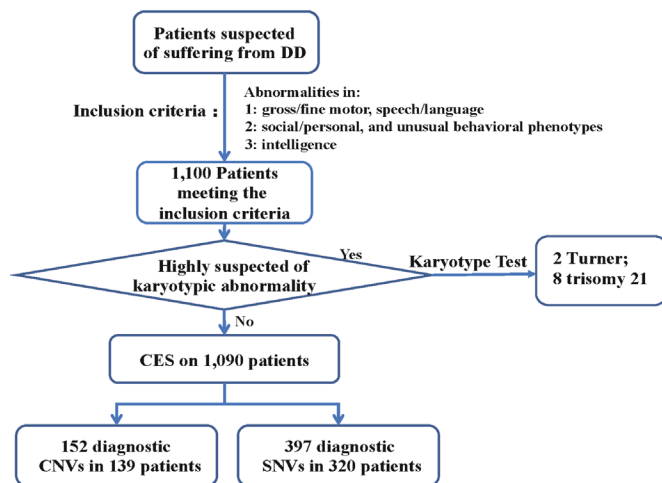 Patients suspected
of suffering from DD
Abnormalities in:
Inclusion criteria：
1: gross/fine motor, speech/language
2: social/personal, and unusual behavioral phenotypes
3: intelligence
1,100 Patients
meeting the
inclusion criteria
Highly suspected of
karyotypic abnormality
Yes
Karyotype Test
2 Turner;
8 trisomy 21
No
CES on 1,090 patients
152 diagnostic
CNVs in 139 patients
397 diagnostic
SNVs in 320 patients